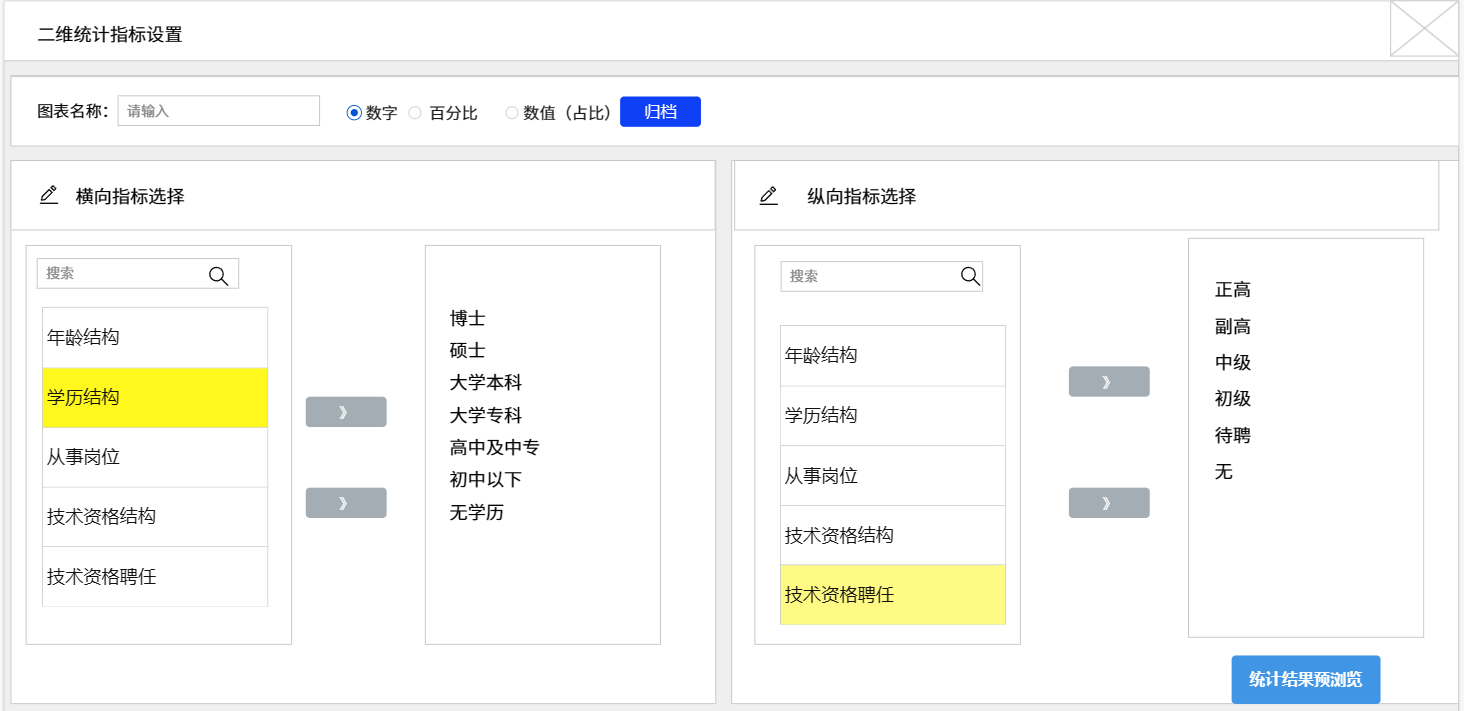 二维统计指标设置
图表名称： 请输入 数字 百分比 数值（占比） 归档
横向指标选择
搜索
年龄结构
学历结构
从事岗位
技术资格结构
技术资格聘任
》
》
博士
硕士
大学本科
大学专科
高中及中专
初中以下
无学历
纵向指标选择
搜索
年龄结构
学历结构
从事岗位
技术资格结构
技术资格聘任
》
》
正高
副高
中级
初级
待聘
无
统计结果预浏览